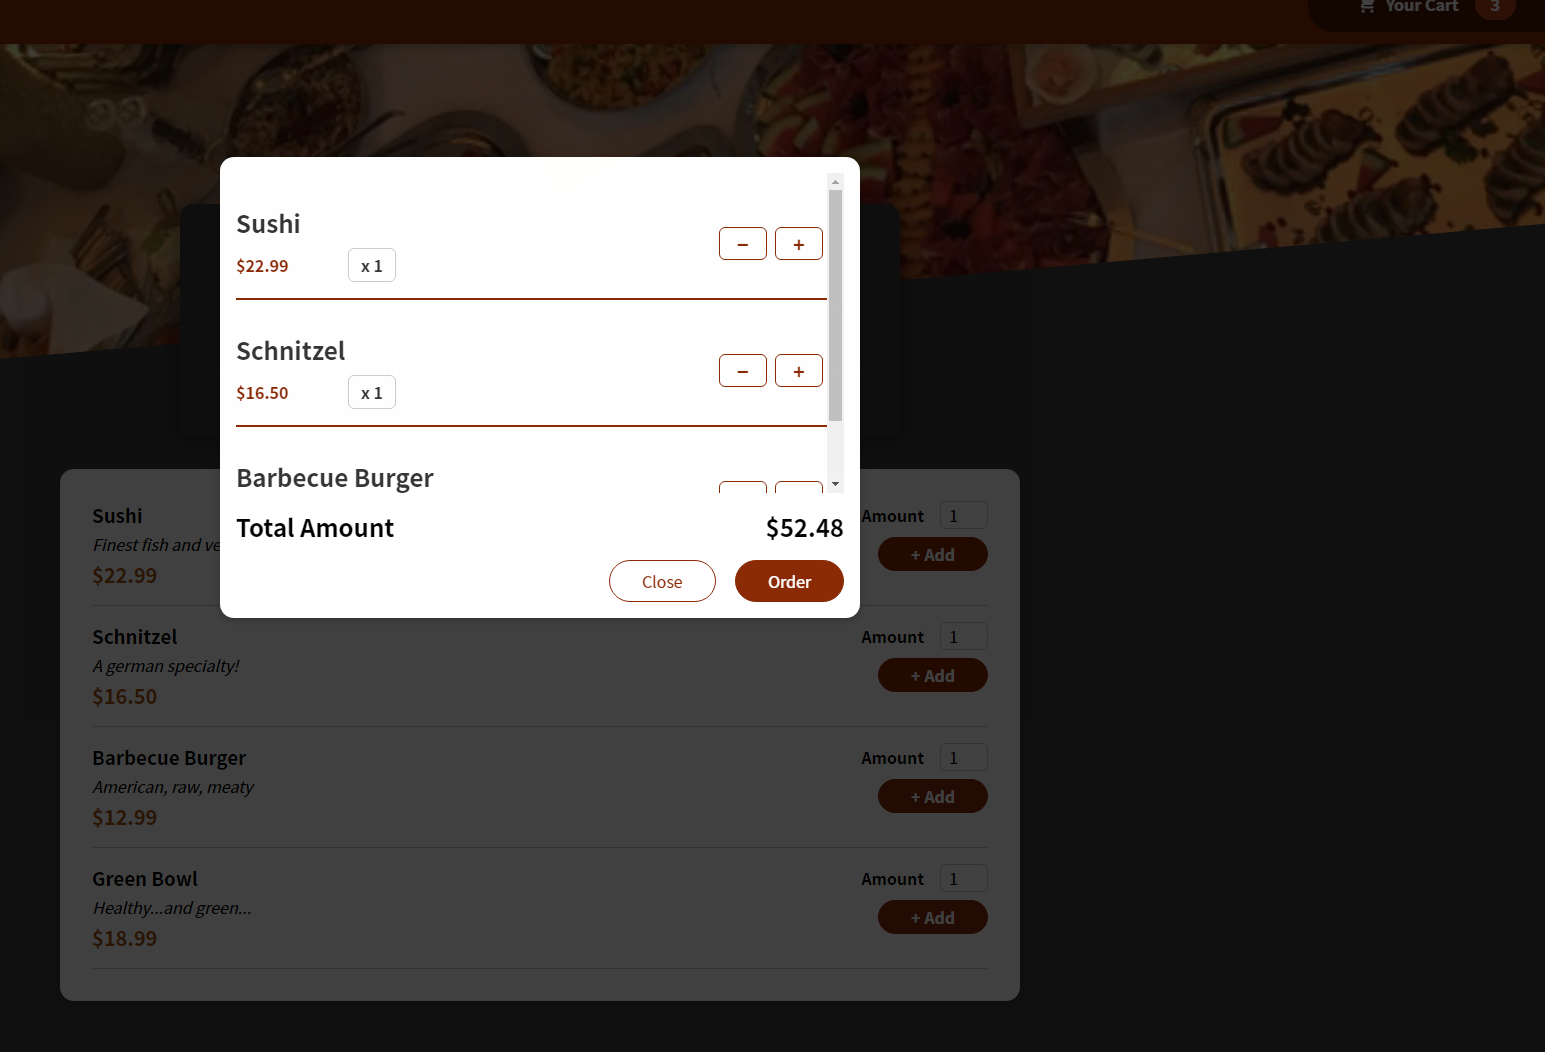 Your Cart 3
Sushi
$22.99 x 1
− +
Schnitzel
$16.50 x 1
− +
Barbecue Burger
Total Amount $52.48
Close Order
Sushi
Amount 1
Finest fish and ve
+ Add
$22.99
Schnitzel
Amount 1
A german specialty!
+ Add
$16.50
Barbecue Burger
Amount 1
American, raw, meaty
+ Add
$12.99
Green Bowl
Amount 1
Healthy...and green...
+ Add
$18.99